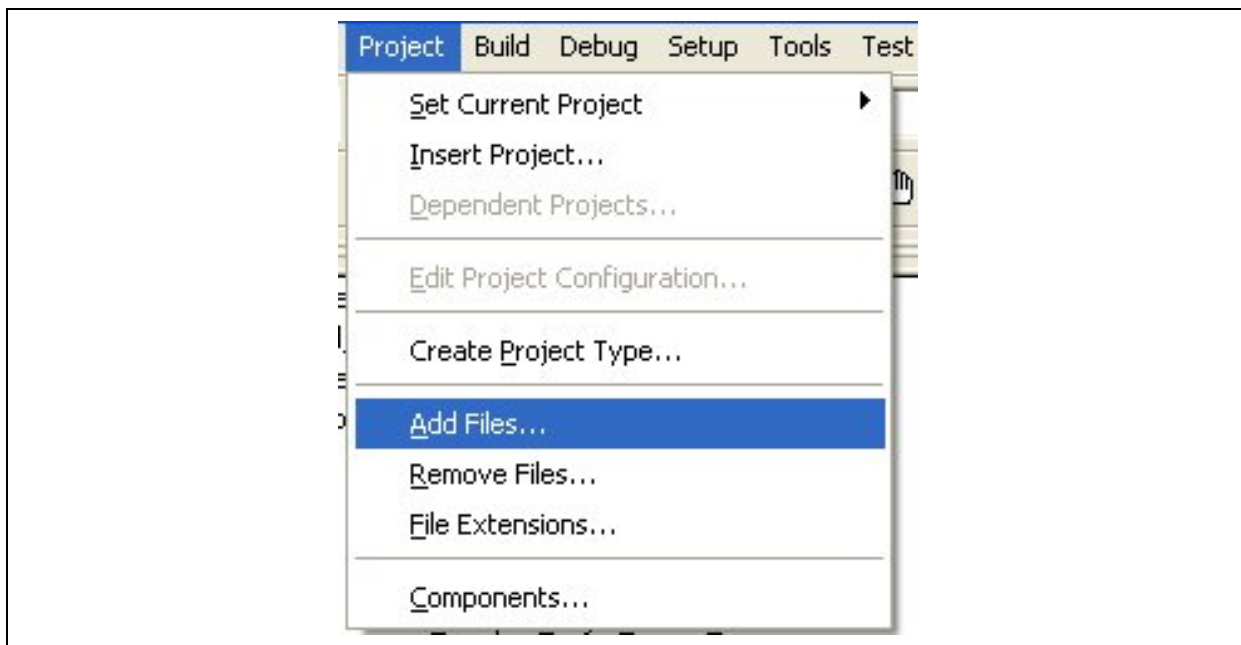 Project Build Debug Setup Tools Test
Set Current Project
Insert Project...
Dependent Projects...
Edit Project Configuration...
Create Project Type...
Add Files...
Remove Files...
File Extensions...
Components...